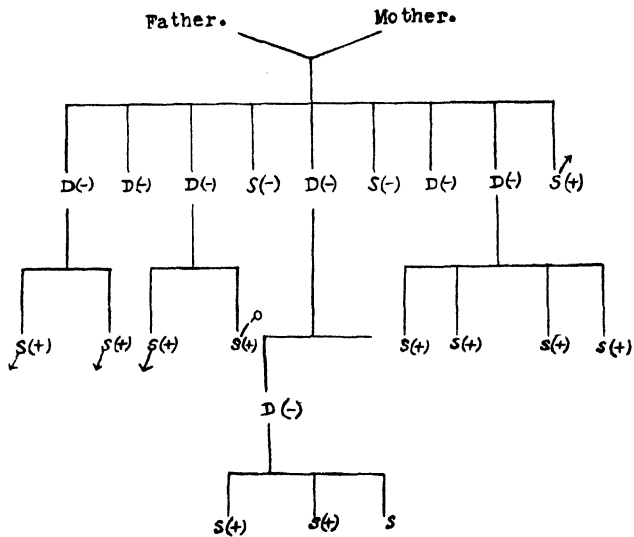 Father. Mother.
D(-) D(-) D(-) S(-) D(-) S(-) D(-) D(-) S(+)
S(+) S(+) S(+) S(+) S(+) S(+) S(+) S(+)
D(-)
S(+) S(+) S